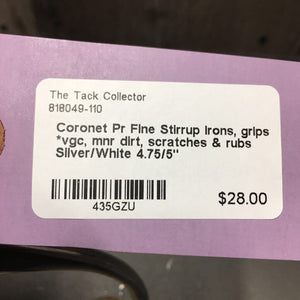 The Tack Collector
818049-110
Coronet Pr Fine Stirrup Irons, grips
*vgc, mnr dirt, scratches & rubs
Silver/White 4.75/5"
$28.00
435GZU